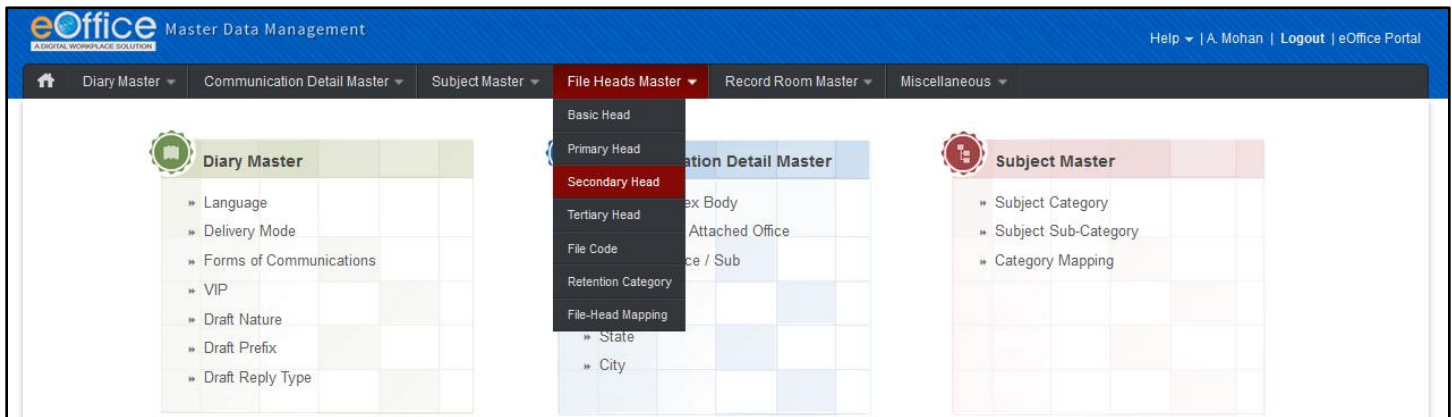 eOffice Master Data Management
A DIGITAL WORKPLACE SOLUTION
Help | A. Mohan | Logout | eOffice Portal
Diary Master Communication Detail Master Subject Master File Heads Master Record Room Master Miscellaneous
Basic Head
Primary Head
Secondary Head
Tertiary Head
File Code
Retention Category
File-Head Mapping
Diary Master
» Language
» Delivery Mode
» Forms of Communications
» VIP
» Draft Nature
» Draft Prefix
» Draft Reply Type
Detail Master
Body
Attached Office
/ Sub
» State
» City
Subject Master
» Subject Category
» Subject Sub-Category
» Category Mapping